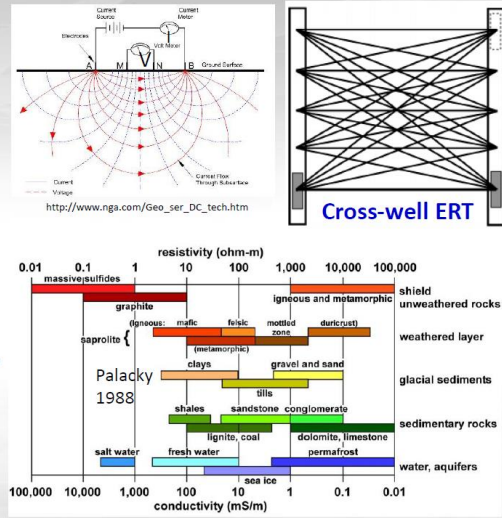 Current Source
Current Meter
Electrodes
Volt Meter
V
A
M
N
B
Ground Surface
Current
Voltage
Current Flow Through Subsurface
http://www.nga.com/Geo_ser_DC_tech.htm
Cross-well ERT
resistivity (ohm-m)
0.01 0.1 1 10 100 1,000 10,000 100,000
massive sulfides
graphite
igneous and metamorphic
shield
unweathered rocks
(igneous: mafic felsic mottled zone duricrust)
saprolite {
(metamorphic)
weathered layer
Palacky
1988
clays
gravel and sand
tills
glacial sediments
shales sandstone conglomerate
lignite, coal dolomite, limestone
sedimentary rocks
salt water fresh water permafrost
sea ice
water, aquifers
100,000 10,000 1,000 100 10 1 0.1 0.01
conductivity (mS/m)